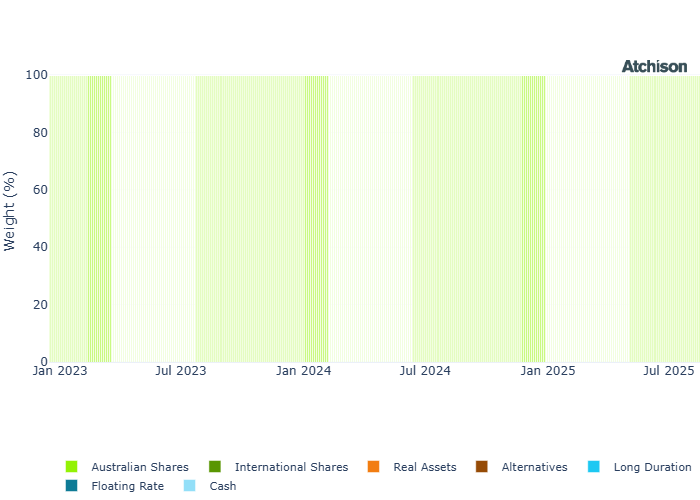 Atchison
100
80
60
40
20
0
Weight (%)
Jan 2023 Jul 2023 Jan 2024 Jul 2024 Jan 2025 Jul 2025
Australian Shares International Shares Real Assets Alternatives Long Duration
Floating Rate Cash